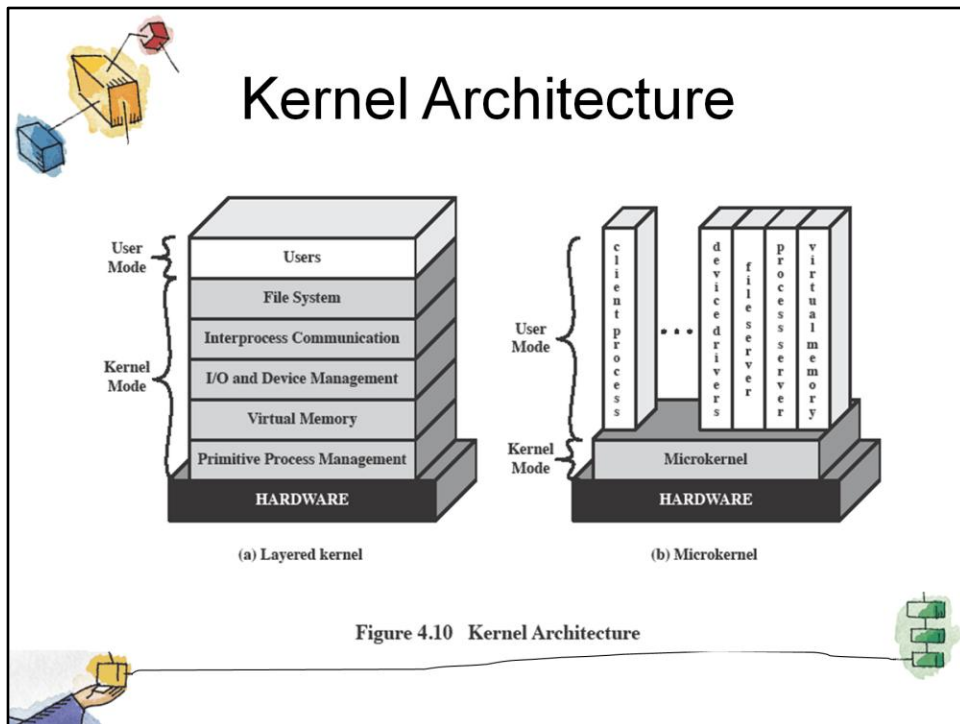 Kernel Architecture
User
Mode
Users
File System
Interprocess Communication
Kernel
Mode
I/O and Device Management
Virtual Memory
Primitive Process Management
HARDWARE
(a) Layered kernel
User
Mode
client process
...
device drivers
file server
process server
virtual memory
Kernel
Mode
Microkernel
HARDWARE
(b) Microkernel
Figure 4.10 Kernel Architecture